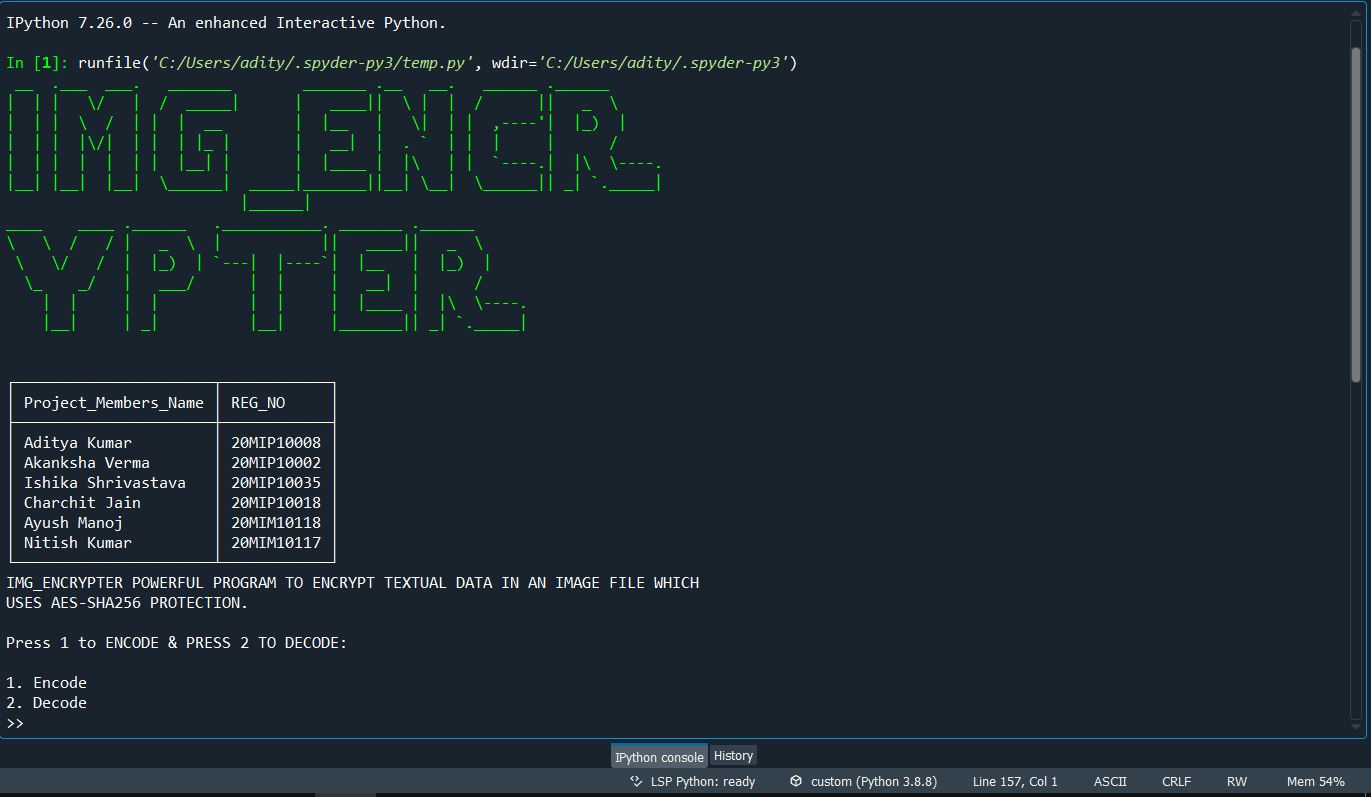 IPython 7.26.0 -- An enhanced Interactive Python.
In [1]: runfile('C:/Users/adity/.spyder-py3/temp.py', wdir='C:/Users/adity/.spyder-py3')
IMG_ENCR
YPTER
Project_Members_Name REG_NO
Aditya Kumar 20MIP10008
Akanksha Verma 20MIP10002
Ishika Shrivastava 20MIP10035
Charchit Jain 20MIP10018
Ayush Manoj 20MIM10118
Nitish Kumar 20MIM10117
IMG_ENCRYPTER POWERFUL PROGRAM TO ENCRYPT TEXTUAL DATA IN AN IMAGE FILE WHICH
USES AES-SHA256 PROTECTION.
Press 1 to ENCODE & PRESS 2 TO DECODE:
1. Encode
2. Decode
>>
IPython console History
LSP Python: ready custom (Python 3.8.8) Line 157, Col 1 ASCII CRLF RW Mem 54%